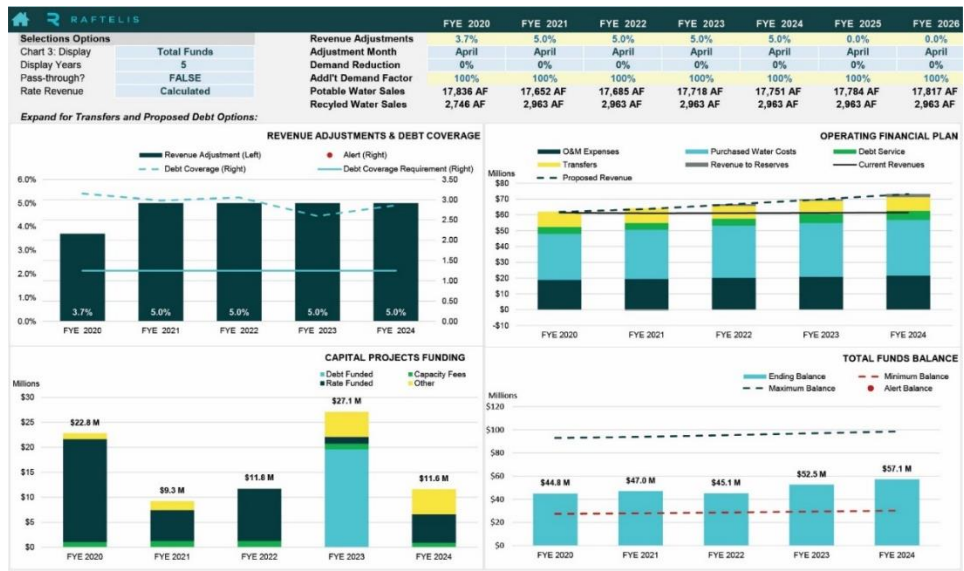 RAFTELIS
FYE 2020 FYE 2021 FYE 2022 FYE 2023 FYE 2024 FYE 2025 FYE 2026
Selections Options Revenue Adjustments 3.7% 5.0% 5.0% 5.0% 5.0% 0.0% 0.0%
Chart 3: Display Total Funds Adjustment Month April April April April April April April
Display Years 5 Demand Reduction 0% 0% 0% 0% 0% 0% 0%
Pass-through? FALSE Addl't Demand Factor 100% 100% 100% 100% 100% 100% 100%
Rate Revenue Calculated Potable Water Sales 17,836 AF 17,652 AF 17,685 AF 17,718 AF 17,751 AF 17,784 AF 17,817 AF
Recyled Water Sales 2,746 AF 2,963 AF 2,963 AF 2,963 AF 2,963 AF 2,963 AF 2,963 AF
Expand for Transfers and Proposed Debt Options:
REVENUE ADJUSTMENTS & DEBT COVERAGE
Revenue Adjustment (Left) Alert (Right)
Debt Coverage (Right) Debt Coverage Requirement (Right)
6.0% 3.50
5.0% 3.00
2.50
4.0%
2.00
3.0%
1.50
2.0%
1.00
1.0%
0.50
0.0% 0.00
3.7% 5.0% 5.0% 5.0% 5.0%
FYE 2020 FYE 2021 FYE 2022 FYE 2023 FYE 2024
OPERATING FINANCIAL PLAN
O&M Expenses Purchased Water Costs Debt Service
Transfers Revenue to Reserves Current Revenues
Proposed Revenue
Millions
$80
$70
$60
$50
$40
$30
$20
$10
$0
-$10
FYE 2020 FYE 2021 FYE 2022 FYE 2023 FYE 2024
CAPITAL PROJECTS FUNDING
Debt Funded Capacity Fees
Rate Funded Other
Millions
$30
$25
$20
$15
$10
$5
$0
$22.8 M $9.3 M $11.8 M $27.1 M $11.6 M
FYE 2020 FYE 2021 FYE 2022 FYE 2023 FYE 2024
TOTAL FUNDS BALANCE
Ending Balance Minimum Balance
Maximum Balance Alert Balance
Millions
$120
$100
$80
$60
$40
$20
$0
$44.8 M $47.0 M $45.1 M $52.5 M $57.1 M
FYE 2020 FYE 2021 FYE 2022 FYE 2023 FYE 2024